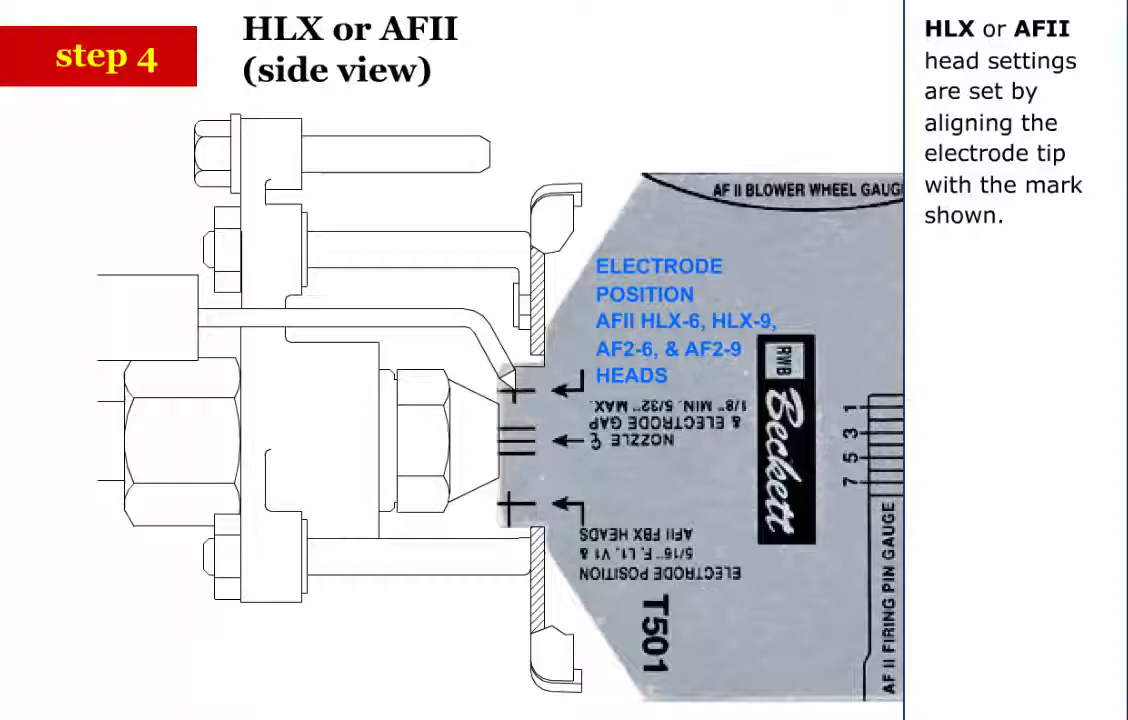 step 4
HLX or AFII
(side view)
HLX or AFII
head settings
are set by
aligning the
electrode tip
with the mark
shown.
AF II BLOWER WHEEL GAUG
ELECTRODE
POSITION
AFII HLX-6, HLX-9,
AF2-6, & AF2-9
HEADS
NOZZLE ℄
& ELECTRODE GAP
1/8" MIN. 5/32" MAX.
ELECTRODE POSITION
5/16" F, L1, V1 &
AFII FBX HEADS
RWB
Beckett
1
3
5
7
AF II FIRING PIN GAUGE
T501